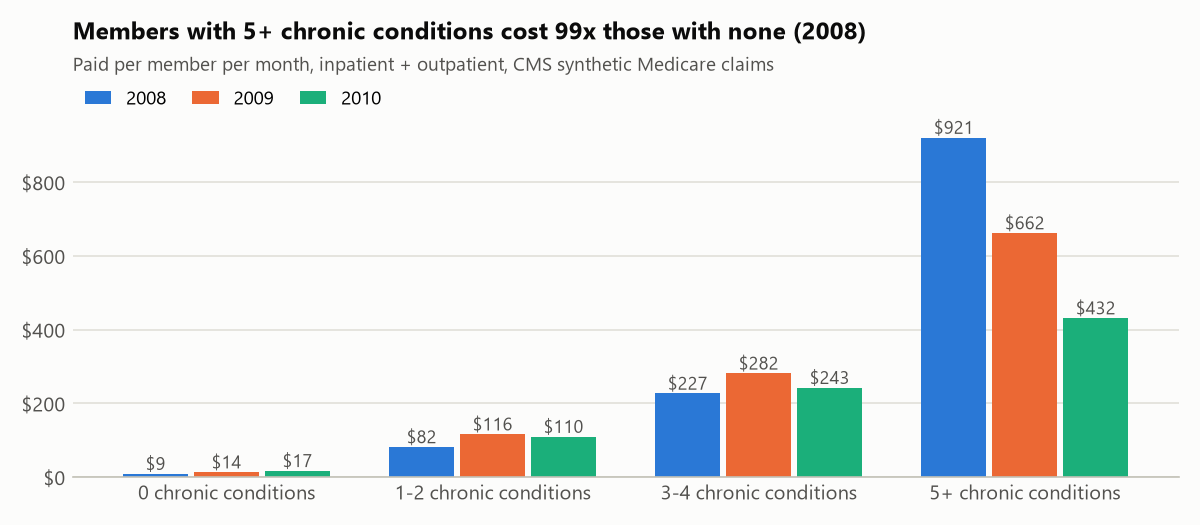 Members with 5+ chronic conditions cost 99x those with none (2008)
Paid per member per month, inpatient + outpatient, CMS synthetic Medicare claims
2008 2009 2010
$921
$800
$662
$600
$432
$400
$282
$227 $243
$200
$116 $110
$82
$9 $14 $17
$0
0 chronic conditions 1-2 chronic conditions 3-4 chronic conditions 5+ chronic conditions